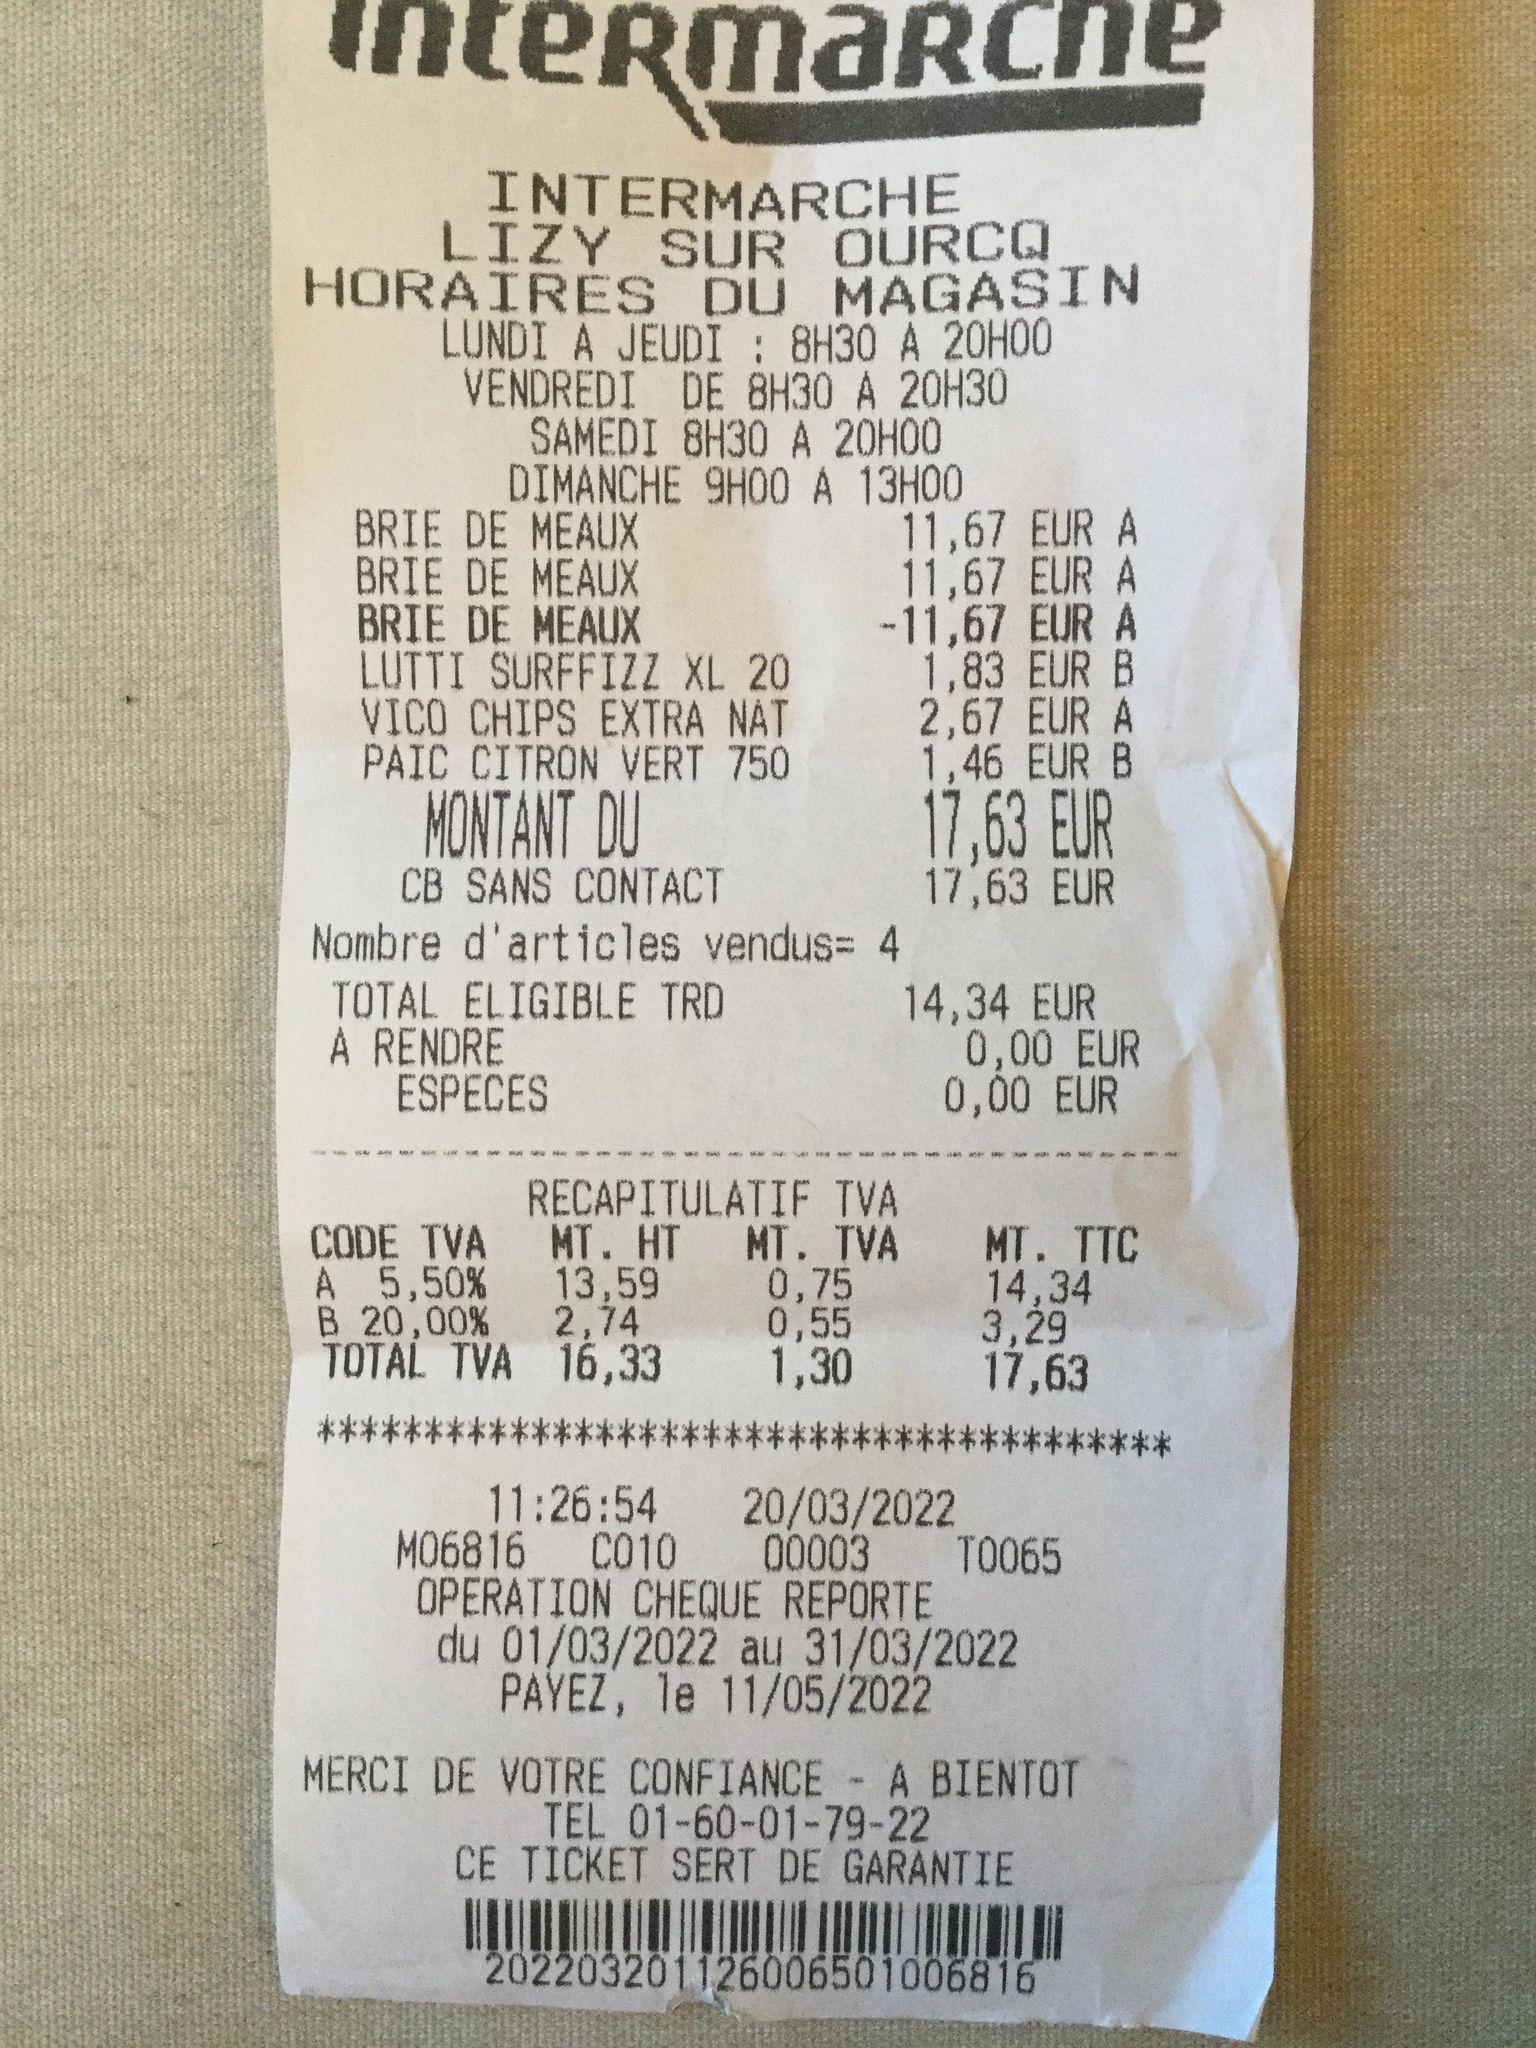 Intermarche
INTERMARCHE
LIZY SUR OURCQ
HORAIRES DU MAGASIN
LUNDI A JEUDI : 8H30 A 20H00
VENDREDI DE 8H30 A 20H30
SAMEDI 8H30 A 20H00
DIMANCHE 9H00 A 13H00
BRIE DE MEAUX 11,67 EUR A
BRIE DE MEAUX 11,67 EUR A
BRIE DE MEAUX -11,67 EUR A
LUTTI SURFFIZZ XL 20 1,83 EUR B
VICO CHIPS EXTRA NAT 2,67 EUR A
PAIC CITRON VERT 750 1,46 EUR B
MONTANT DU 17,63 EUR
CB SANS CONTACT 17,63 EUR
Nombre d'articles vendus= 4
TOTAL ELIGIBLE TRD 14,34 EUR
A RENDRE 0,00 EUR
ESPECES 0,00 EUR
RECAPITULATIF TVA
CODE TVA MT. HT MT. TVA MT. TTC
A 5,50% 13,59 0,75 14,34
B 20,00% 2,74 0,55 3,29
TOTAL TVA 16,33 1,30 17,63
****************************************
11:26:54 20/03/2022
M06816 C010 00003 T0065
OPERATION CHEQUE REPORTE
du 01/03/2022 au 31/03/2022
PAYEZ, le 11/05/2022
MERCI DE VOTRE CONFIANCE - A BIENTOT
TEL 01-60-01-79-22
CE TICKET SERT DE GARANTIE
202203201126006501006816